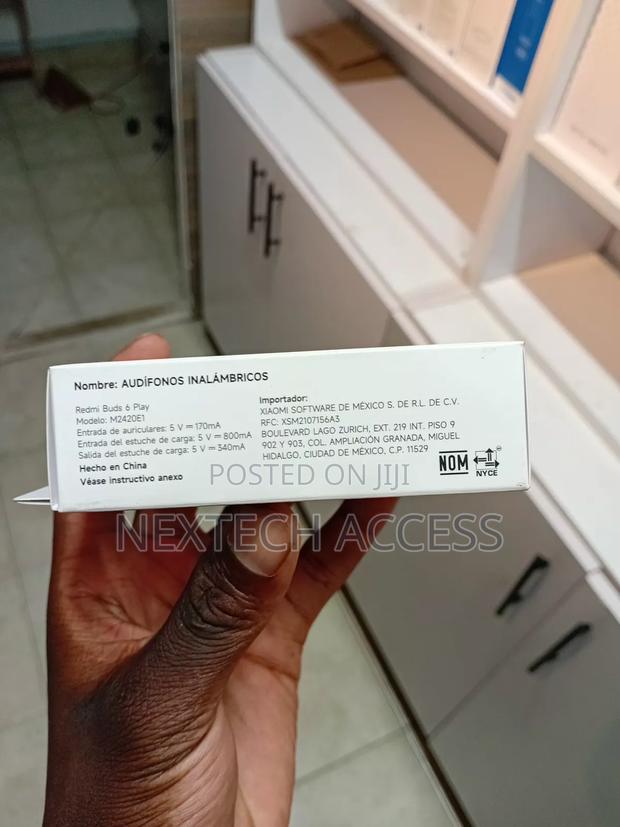 Nombre: AUDÍFONOS INALÁMBRICOS
Redmi Buds 6 Play
Modelo: M2420E1
Entrada de auriculares: 5 V⎓170mA
Entrada del estuche de carga: 5 V⎓800mA
Salida del estuche de carga: 5 V⎓340mA
Hecho en China
Véase instructivo anexo
Importador:
XIAOMI SOFTWARE DE MÉXICO S. DE R.L. DE C.V.
RFC: XSM2107156A3
BOULEVARD LAGO ZURICH, EXT. 219 INT. PISO 9
902 Y 903, COL. AMPLIACIÓN GRANADA, MIGUEL
HIDALGO, CIUDAD DE MÉXICO, C.P. 11529
NOM
NYCE
POSTED ON JIJI
NEXTECH ACCESS